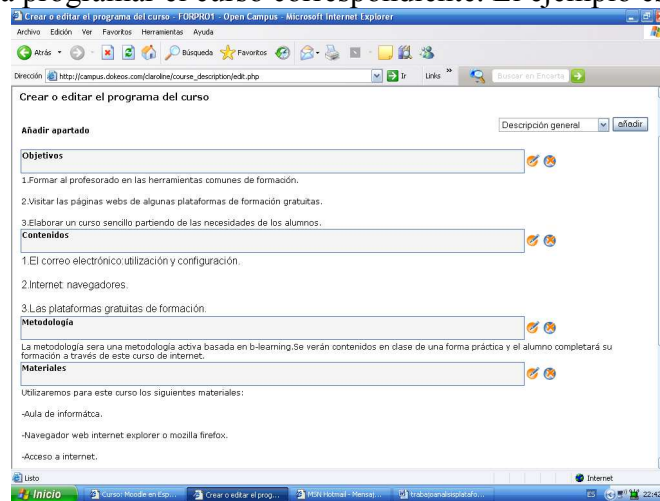 a programar el curso correspondiente. El ejemplo es
Crear o editar el programa del curso - FORPRO1 - Open Campus - Microsoft Internet Explorer
Archivo Edición Ver Favoritos Herramientas Ayuda
Atrás Búsqueda Favoritos
Dirección http://campus.dokeos.com/claroline/course_description/edit.php Ir Links » Buscar en Encarta
Crear o editar el programa del curso
Descripción general añadir
Añadir apartado
Objetivos
1.Formar al profesorado en las herramientas comunes de formación.
2.Visitar las páginas webs de algunas plataformas de formación gratuitas.
3.Elaborar un curso sencillo partiendo de las necesidades de los alumnos.
Contenidos
1.El correo electrónico:utilización y configuración.
2.Internet: navegadores.
3.Las plataformas gratuitas de formación:
Metodología
La metodología sera una metodología activa basada en b-learning.Se verán contenidos en clase de una forma práctica y el alumno completará su
formación a través de este curso de internet.
Materiales
Utilizaremos para este curso los siguientes materiales:
-Aula de informátca.
-Navegador web internet explorer o mozilla firefox.
-Acceso a internet.
Listo Internet
Inicio Curso: Moodle en Esp... Crear o editar el prog... MSN Hotmail - Mensaj... trabajoanalisisplatafo... ES 22:4